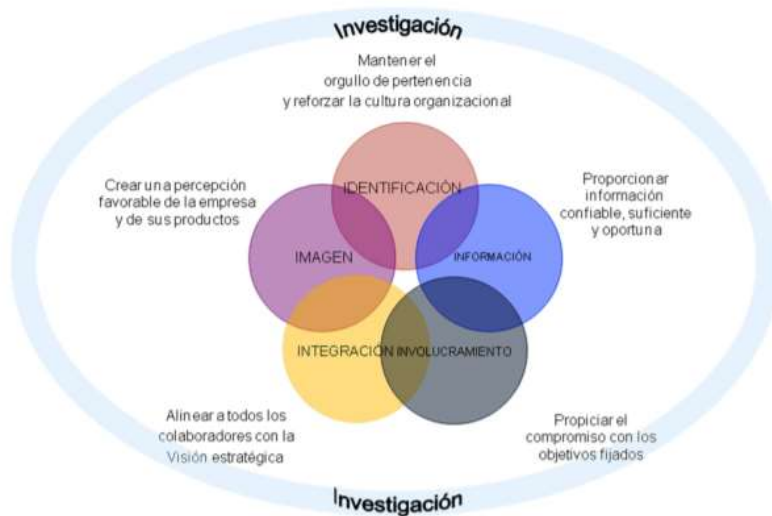 Investigación
Mantener el
orgullo de pertenencia
y reforzar la cultura organizacional
IDENTIFICACIÓN
Crear una percepción
favorable de la empresa
y de sus productos
Proporcionar
información
confiable, suficiente
y oportuna
IMAGEN
INFORMACIÓN
INTEGRACIÓN
INVOLUCRAMIENTO
Alinear a todos los
colaboradores con la
Visión estratégica
Propiciar el
compromiso con los
objetivos fijados
Investigación